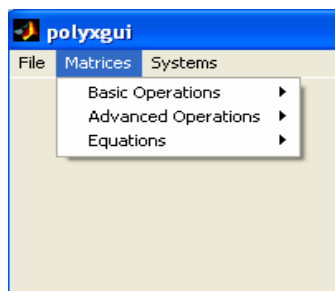 polyxgui
File Matrices Systems
Basic Operations
Advanced Operations
Equations